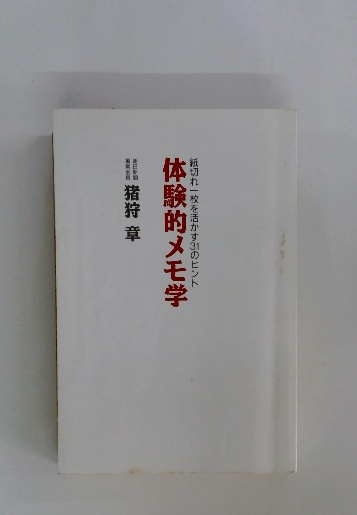 紙切れ一枚を活かす31のヒント
体験的メモ学
猪狩 章